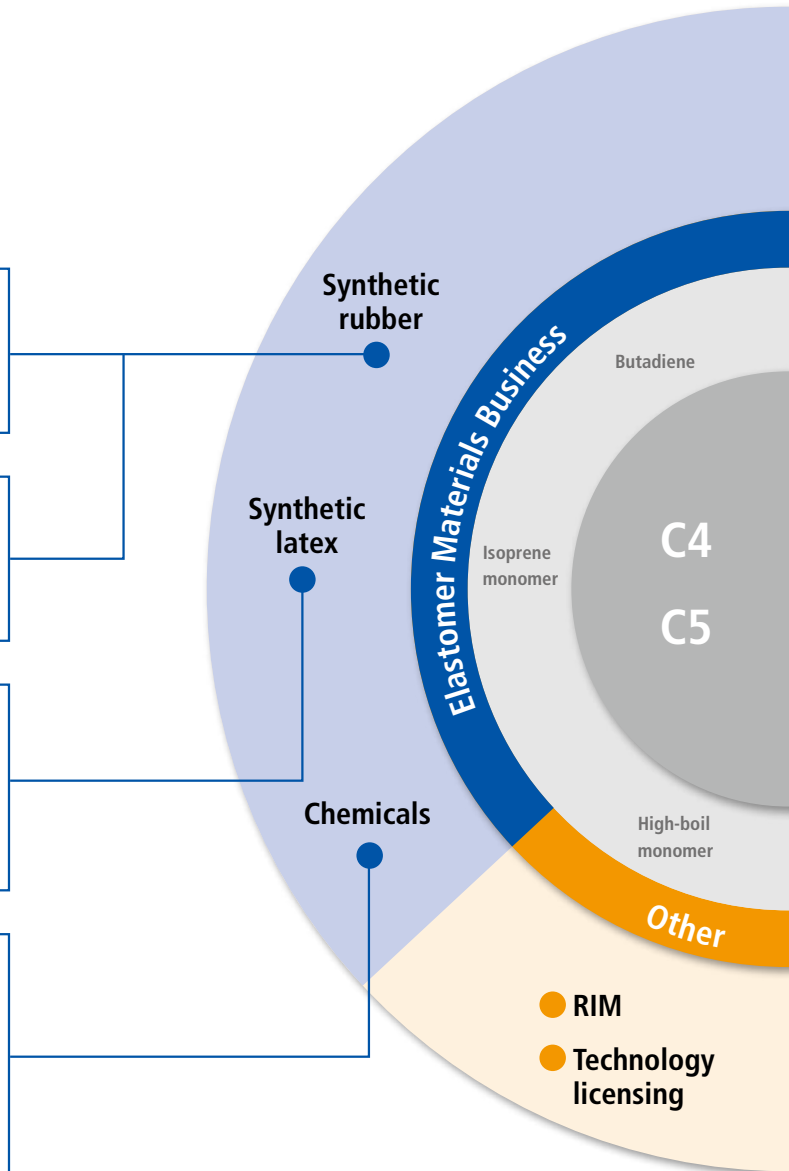 Synthetic
rubber
Butadiene
Elastomer Materials Business
Synthetic
latex
Isoprene
monomer
C4
C5
Chemicals
High-boil
monomer
Other
RIM
Technology
licensing